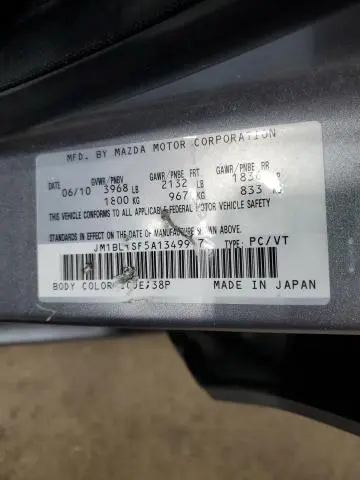 MFD. BY MAZDA MOTOR CORPORATION
GVWR/PNBV GAWR/PNBE FRT GAWR/PNBE RR
06/10 3968 LB 2132 LB LB
1800 KG 967 KG 833 KG
THIS VEHICLE CONFORMS TO ALL APPLICABLE FEDERAL MOTOR VEHICLE SAFETY
STANDARDS IN EFFECT ON THE DATE OF MANUFACTURE SHOWN ABOVE.
TYPE: PC/VT
BODY COLOR 38P MADE IN JAPAN